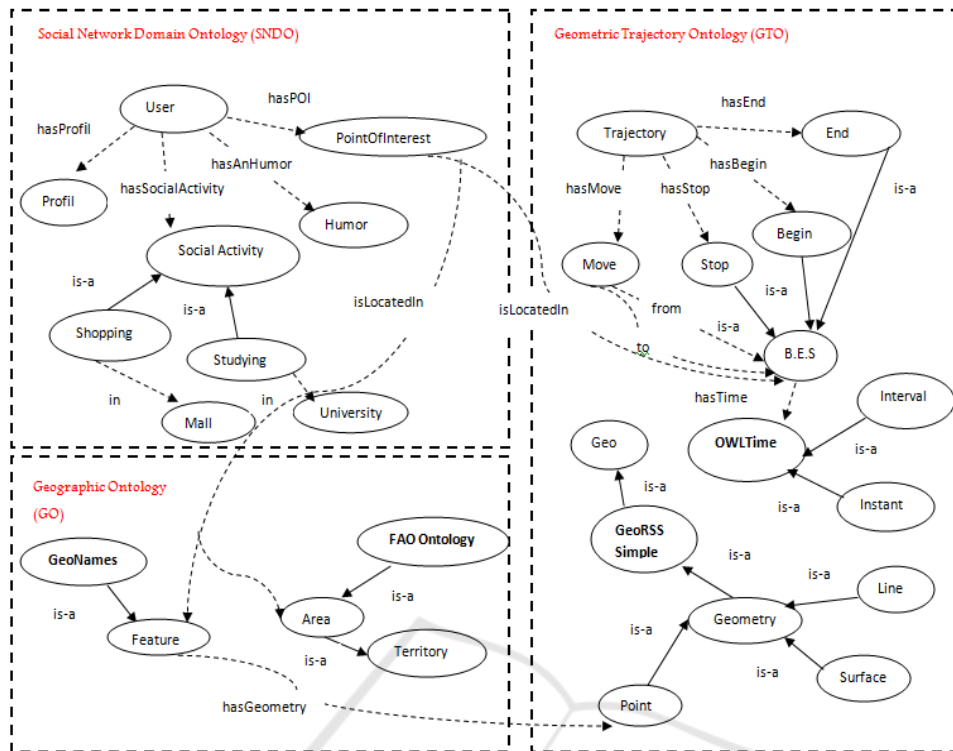 Social Network Domain Ontology (SNDO)
User
hasPOI
hasProfil
PointOfInterest
hasAnHumor
hasSocialActivity
Profil
Humor
Social Activity
is-a
is-a
isLocatedIn
Shopping
Studying
in
in
Mall
University
Geometric Trajectory Ontology (GTO)
hasEnd
Trajectory
End
hasBegin
hasMove
hasStop
is-a
Begin
Move
Stop
is-a
isLocatedIn
from
is-a
to
B.E.S
hasTime
Interval
OWLTime
Geo
is-a
is-a
Instant
is-a
GeoRSS
Simple
is-a
is-a
Line
Geometry
is-a
is-a
Surface
Point
Geographic Ontology
(GO)
FAO Ontology
GeoNames
is-a
is-a
Area
Feature
Territory
is-a
hasGeometry